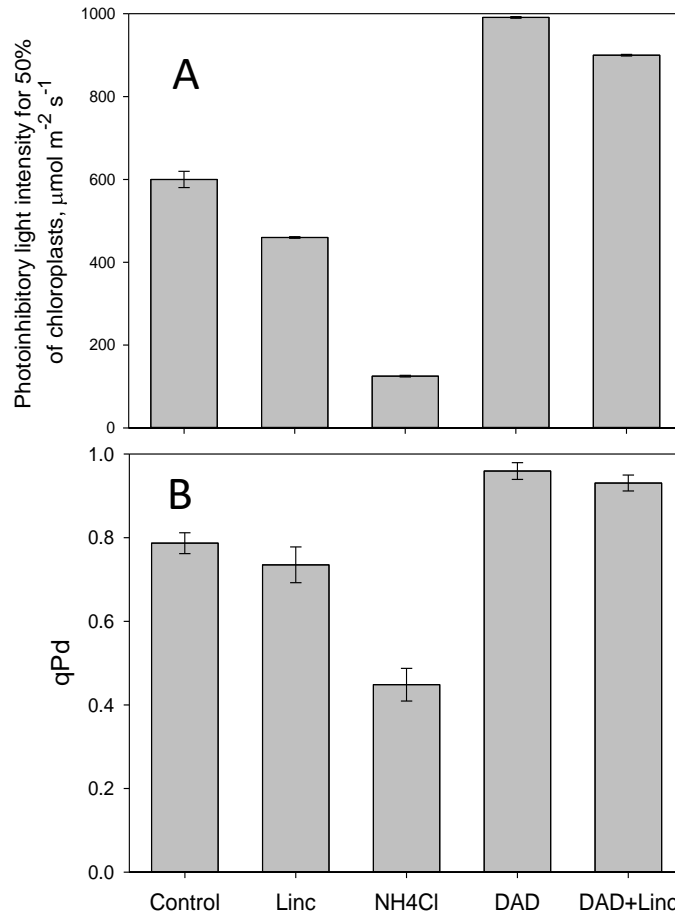 Photoinhibitory light intensity for 50%
of chloroplasts, μmol m-2 s-1
1000
A
800
600
400
200
0
1.0
B
0.8
0.6
qPd
0.4
0.2
0.0
Control Linc NH4Cl DAD DAD+Linc